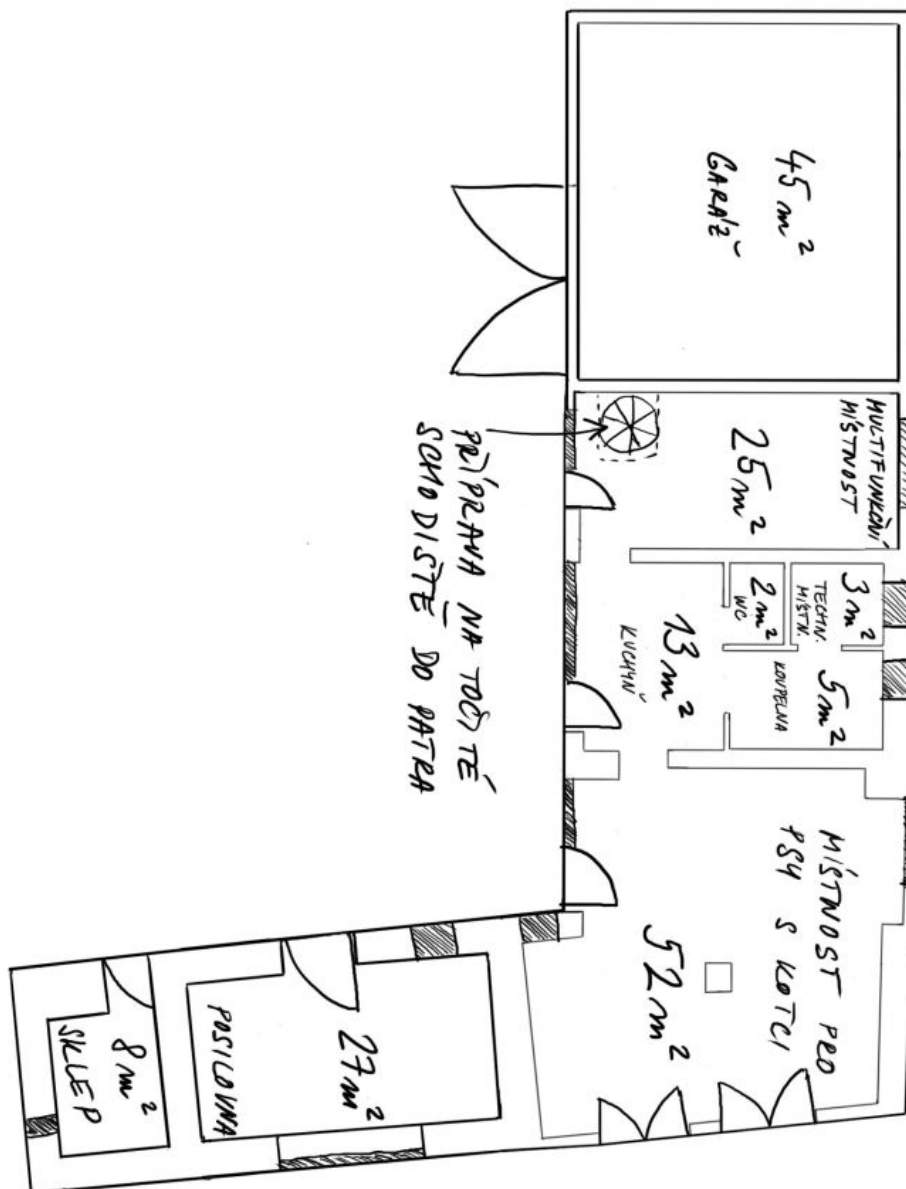 45 m²
GARÁŽ
MULTIFUNKČNÍ
MÍSTNOST
25 m²
PŘÍPRAVA NA TOČITÉ
SCHODIŠTĚ DO PATRA
3 m²
TECHN.
MÍSTN.
2 m²
WC
13 m²
KUCHYŇ
5 m²
KOUPELNA
MÍSTNOST PRO
PSY S KOTCI
52 m²
27 m²
POSILOVNA
8 m²
SKLEP